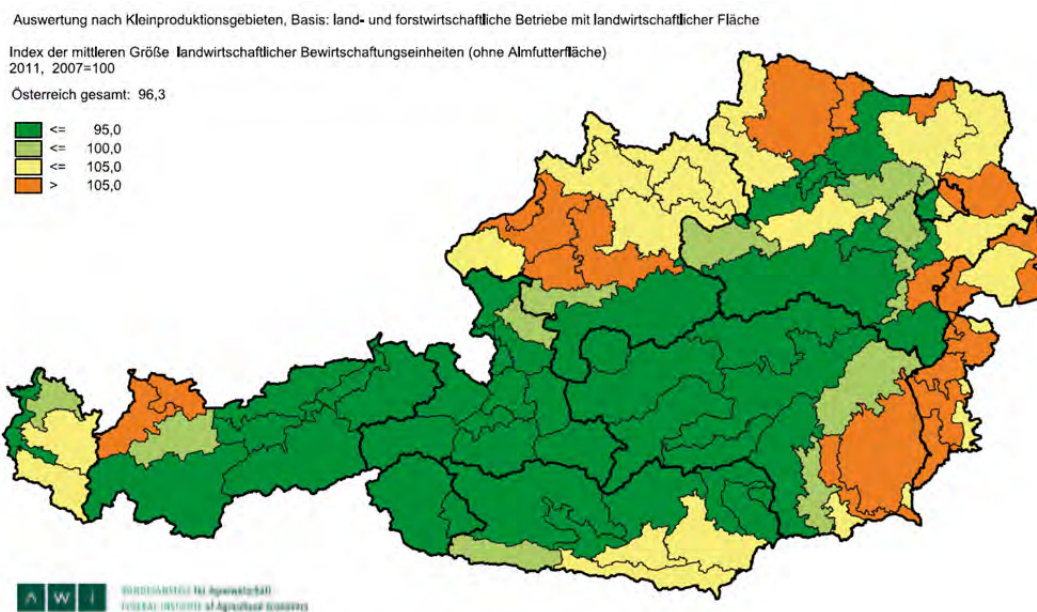 Auswertung nach Kleinproduktionsgebieten, Basis: land- und forstwirtschaftliche Betriebe mit landwirtschaftlicher Fläche
Index der mittleren Größe landwirtschaftlicher Bewirtschaftungseinheiten (ohne Almfutterfläche)
2011, 2007=100
Österreich gesamt: 96,3
<= 95,0
<= 100,0
<= 105,0
> 105,0
A W I
BUNDESANSTALT für Agrarwirtschaft
FEDERAL INSTITUTE of Agricultural Economics